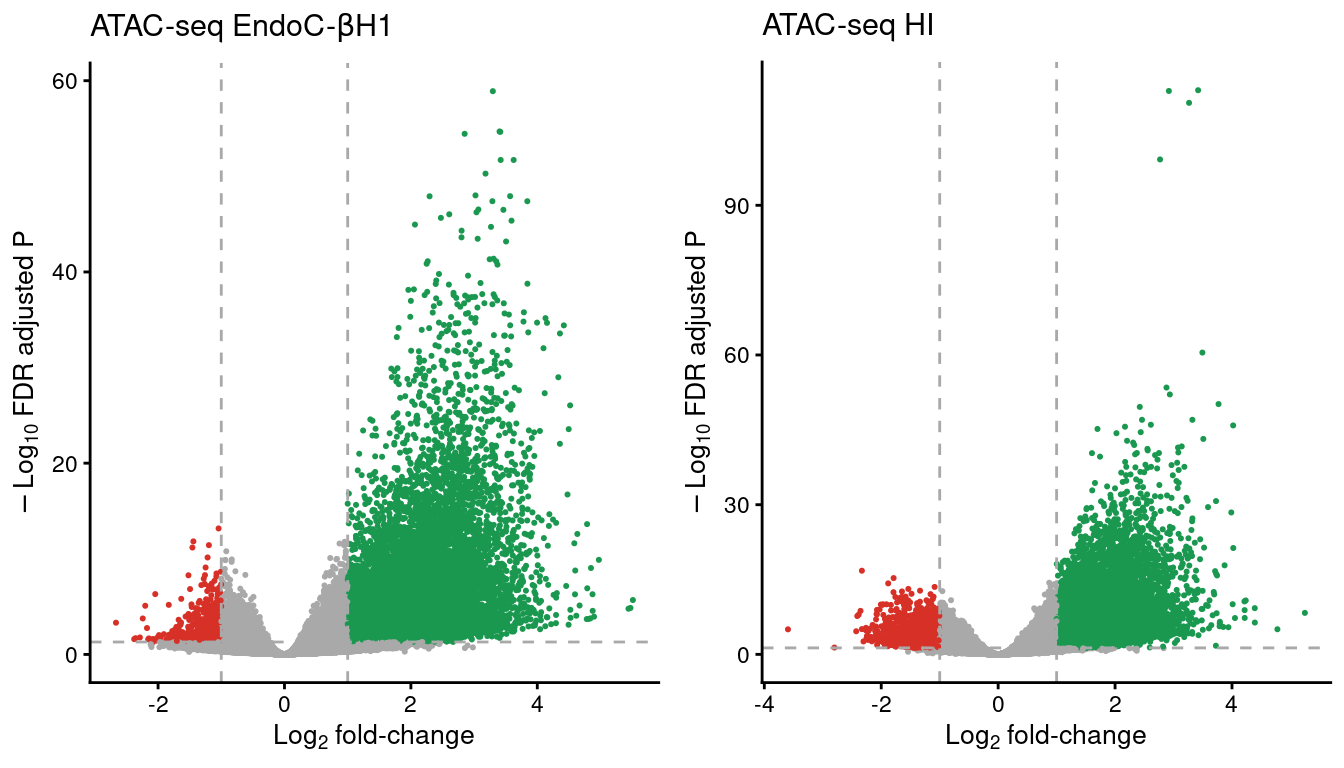 ATAC-seq EndoC-βH1
60
40
20
0
-2 0 2 4
− Log₁₀ FDR adjusted P
Log₂ fold-change
ATAC-seq HI
90
60
30
0
-4 -2 0 2 4
− Log₁₀ FDR adjusted P
Log₂ fold-change